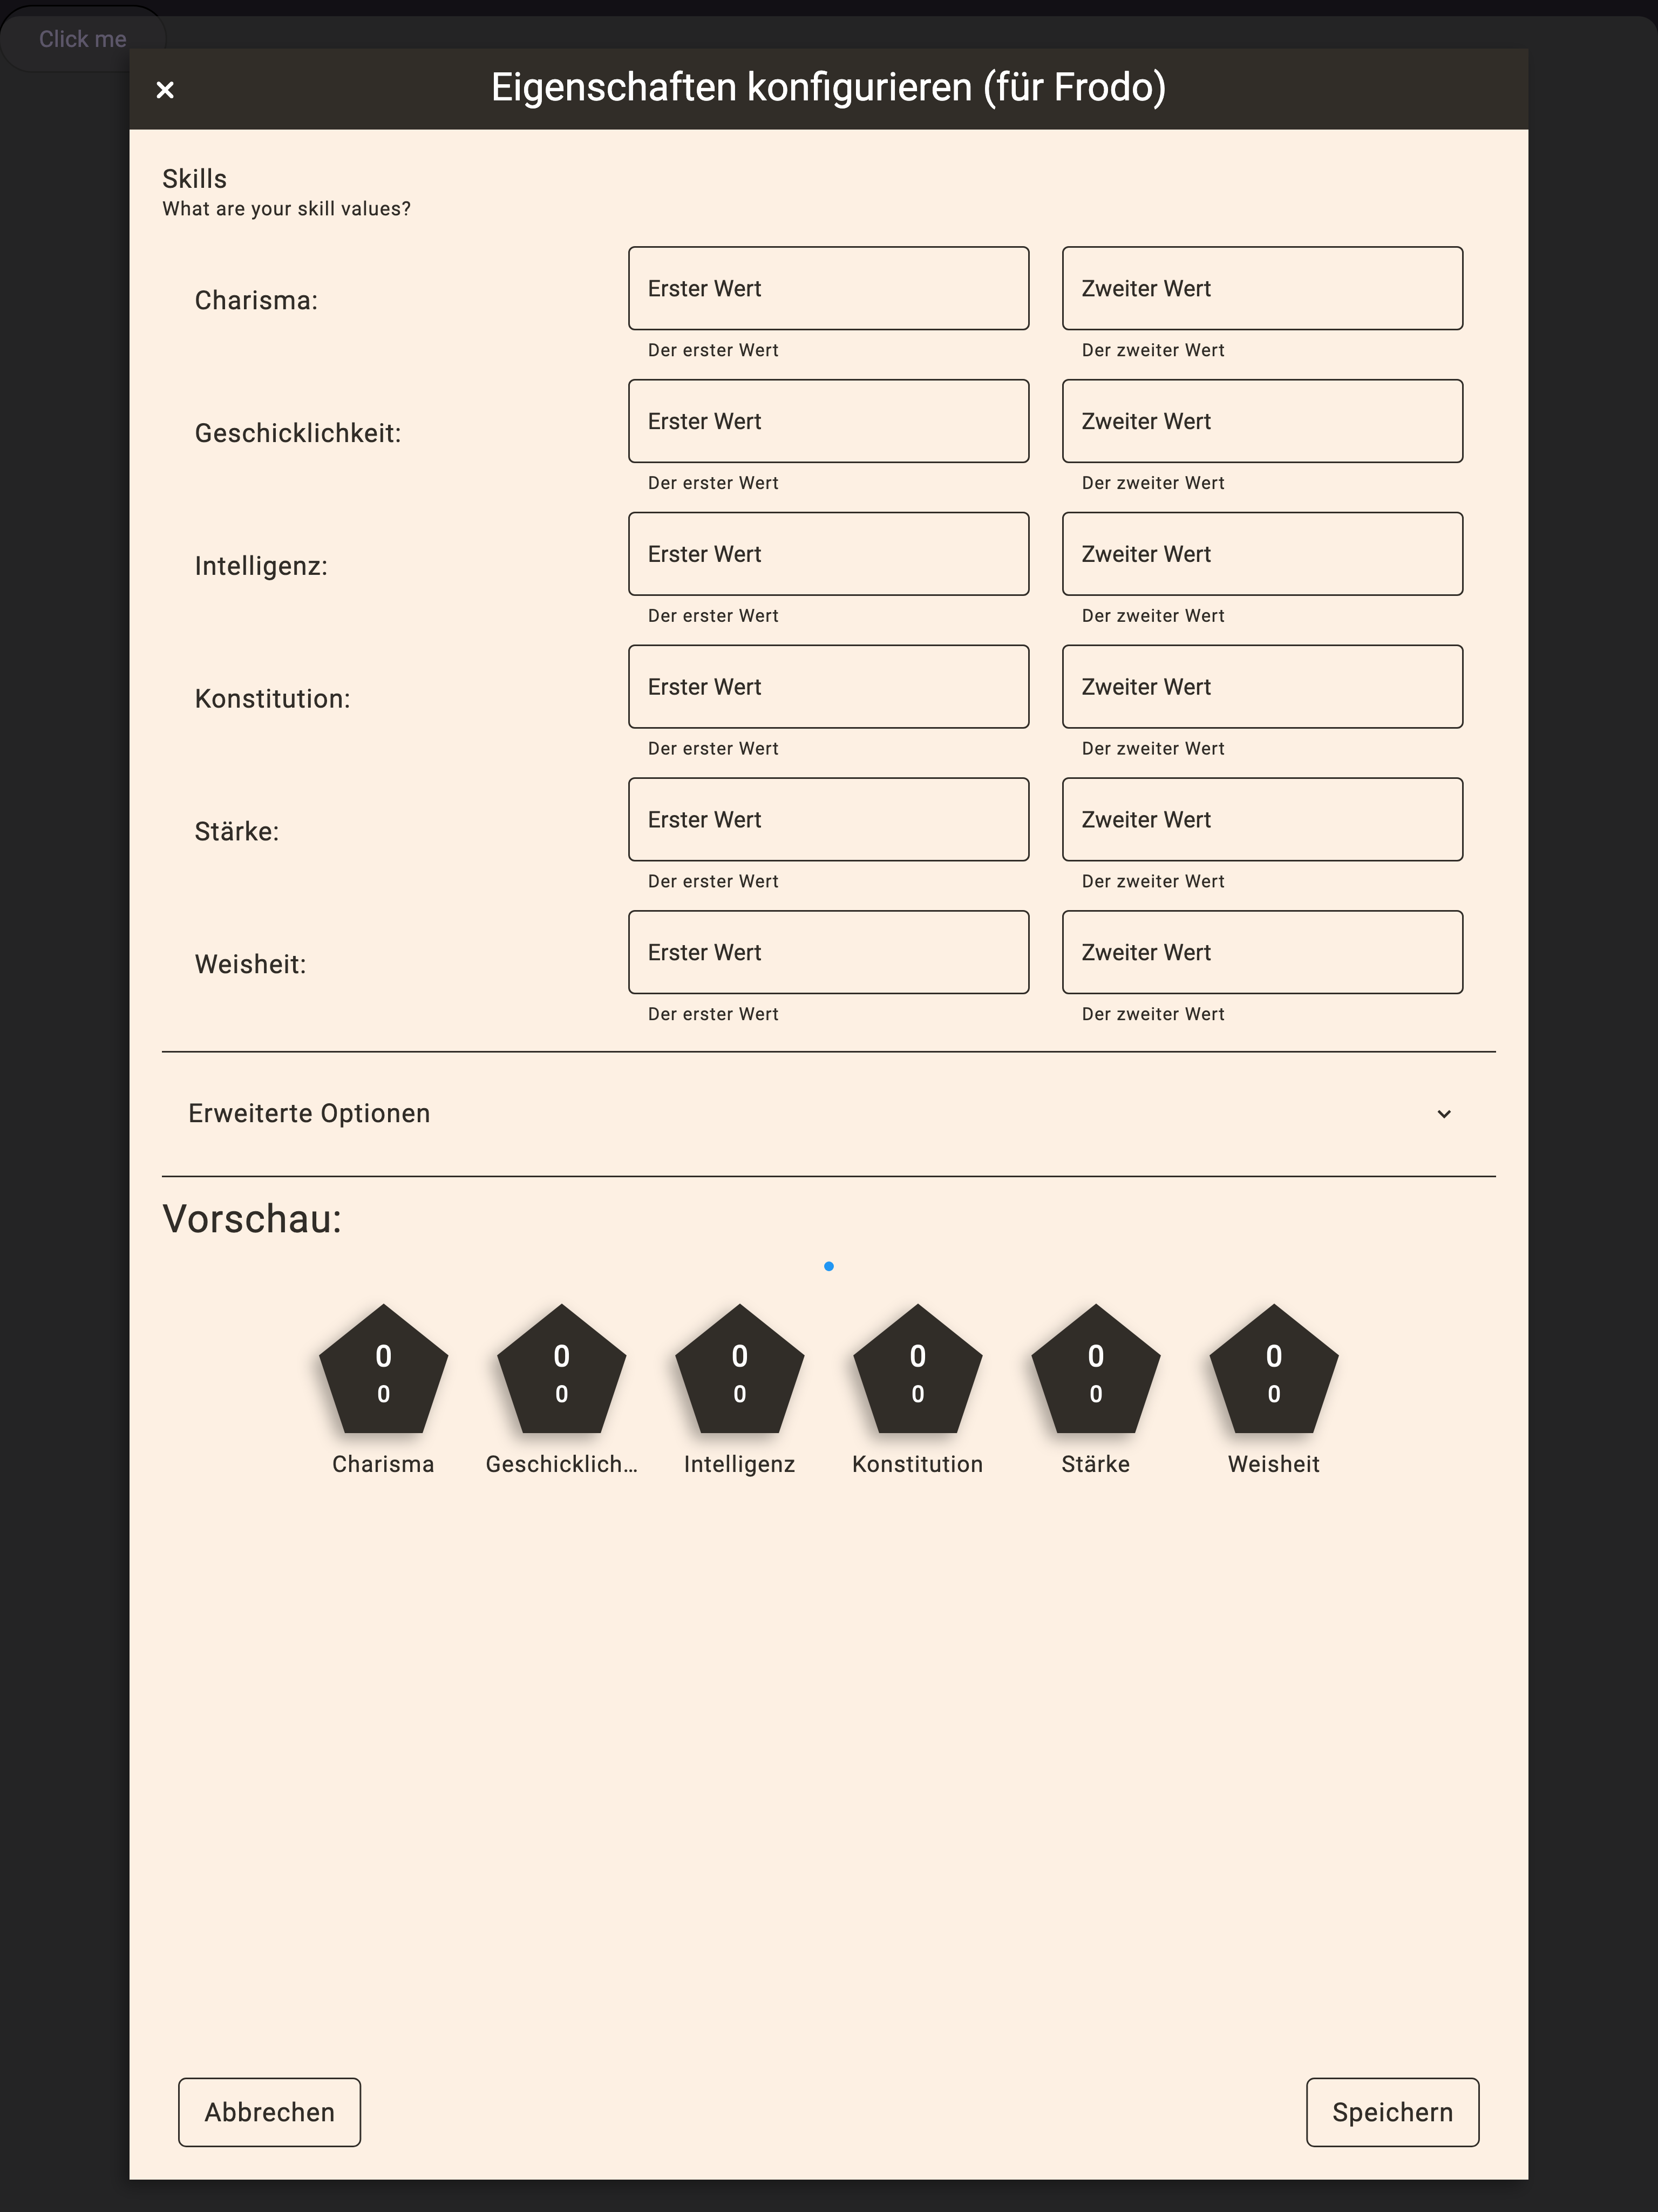 Click me
Eigenschaften konfigurieren (für Frodo)
Skills
What are your skill values?
Charisma:
Erster Wert
Zweiter Wert
Der erster Wert
Der zweiter Wert
Geschicklichkeit:
Erster Wert
Zweiter Wert
Der erster Wert
Der zweiter Wert
Intelligenz:
Erster Wert
Zweiter Wert
Der erster Wert
Der zweiter Wert
Konstitution:
Erster Wert
Zweiter Wert
Der erster Wert
Der zweiter Wert
Stärke:
Erster Wert
Zweiter Wert
Der erster Wert
Der zweiter Wert
Weisheit:
Erster Wert
Zweiter Wert
Der erster Wert
Der zweiter Wert
Erweiterte Optionen
Vorschau:
0 0 0 0 0 0
0 0 0 0 0 0
Charisma Geschicklich... Intelligenz Konstitution Stärke Weisheit
Abbrechen
Speichern